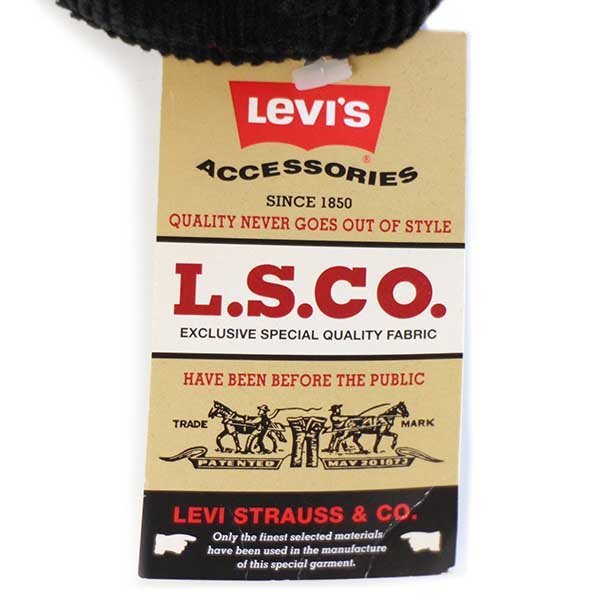 LEVI'S
®
ACCESSORIES
SINCE 1850
QUALITY NEVER GOES OUT OF STYLE
L.S.CO.
EXCLUSIVE SPECIAL QUALITY FABRIC
HAVE BEEN BEFORE THE PUBLIC
TRADE MARK
PATENTED MAY 20 1873
LEVI STRAUSS & CO.
Only the finest selected materials
have been used in the manufacture
of this special garment.